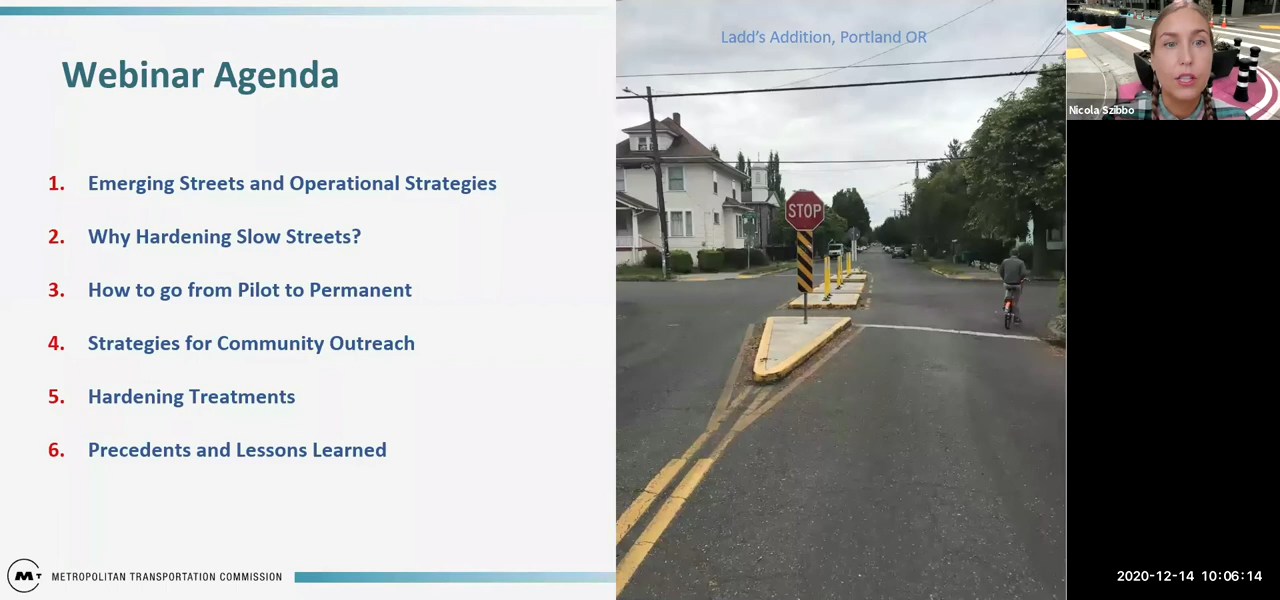 Webinar Agenda
1. Emerging Streets and Operational Strategies
2. Why Hardening Slow Streets?
3. How to go from Pilot to Permanent
4. Strategies for Community Outreach
5. Hardening Treatments
6. Precedents and Lessons Learned
METROPOLITAN TRANSPORTATION COMMISSION
Ladd's Addition, Portland OR
STOP
Nicola Szibbo
2020-12-14 10:06:14